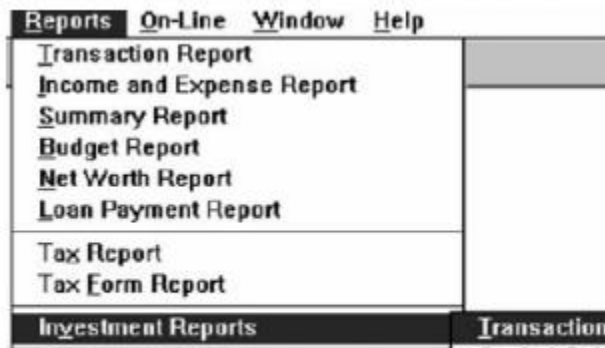 Reports On-Line Window Help
Transaction Report
Income and Expense Report
Summary Report
Budget Report
Net Worth Report
Loan Payment Report
Tax Report
Tax Form Report
Investment Reports Transaction